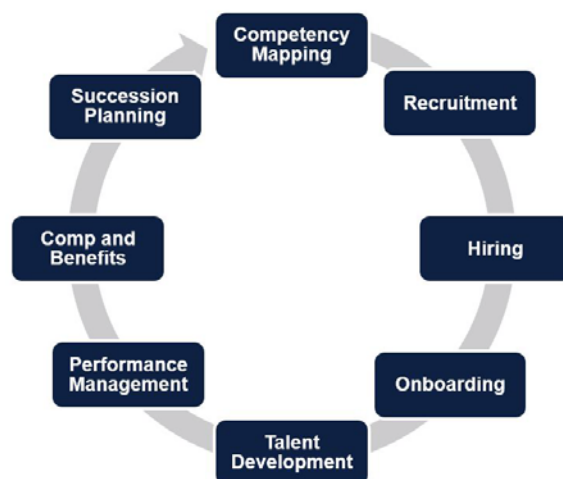 Competency
Mapping
Recruitment
Hiring
Onboarding
Talent
Development
Performance
Management
Comp and
Benefits
Succession
Planning